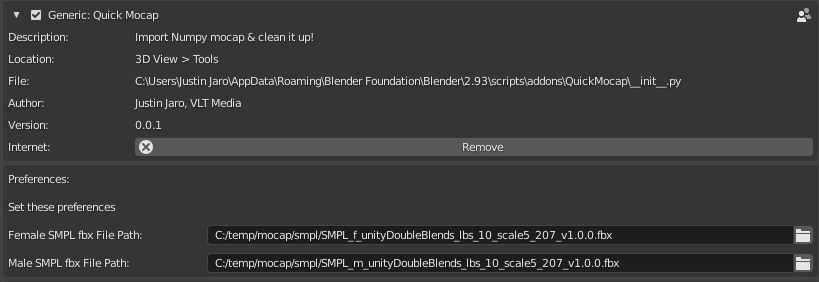 Generic: Quick Mocap
Description: Import Numpy mocap & clean it up!
Location: 3D View > Tools
File: C:\Users\Justin Jaro\AppData\Roaming\Blender Foundation\Blender\2.93\scripts\addons\QuickMocap\__init__.py
Author: Justin Jaro, VLT Media
Version: 0.0.1
Internet: Remove
Preferences:
Set these preferences
Female SMPL fbx File Path: C:/temp/mocap/smpl/SMPL_f_unityDoubleBlends_lbs_10_scale5_207_v1.0.0.fbx
Male SMPL fbx File Path: C:/temp/mocap/smpl/SMPL_m_unityDoubleBlends_lbs_10_scale5_207_v1.0.0.fbx